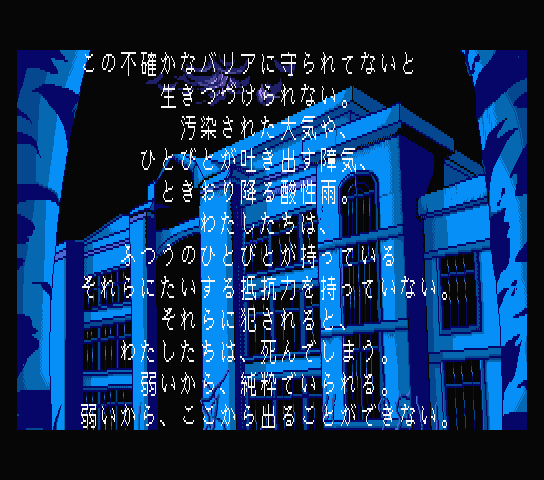 この不確かなバリアに守られてないと
生きつづけられない。
汚染された大気や、
ひとびとが吐き出す障気、
ときおり降る酸性雨。
わたしたちは、
ふつうのひとびとが持っている
それらにたいする抵抗力を持っていない。
それらに犯されると、
わたしたちは、死んでしまう。
弱いから、純粋でいられる。
弱いから、ここから出ることができない。